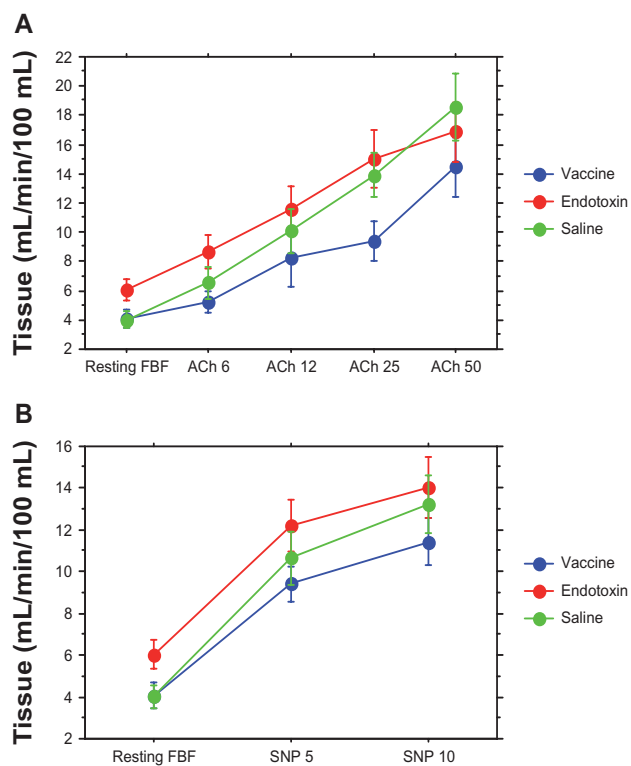 A
Tissue (mL/min/100 mL)
22
20
18
16
14
12
10
8
6
4
2
Resting FBF ACh 6 ACh 12 ACh 25 ACh 50
Vaccine
Endotoxin
Saline
B
Tissue (mL/min/100 mL)
16
14
12
10
8
6
4
2
Resting FBF SNP 5 SNP 10
Vaccine
Endotoxin
Saline